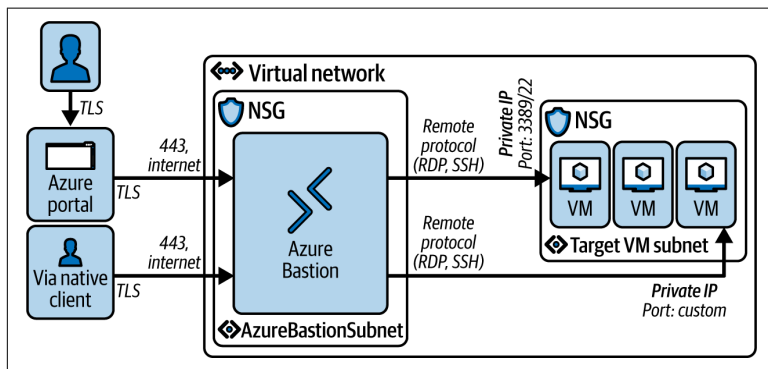 TLS
Azure
portal
Via native
client
443,
internet
TLS
443,
internet
TLS
Virtual network
NSG
Azure
Bastion
AzureBastionSubnet
Remote
protocol
(RDP, SSH)
Remote
protocol
(RDP, SSH)
Private IP
Port: 3389/22
NSG
VM
VM
VM
Target VM subnet
Private IP
Port: custom